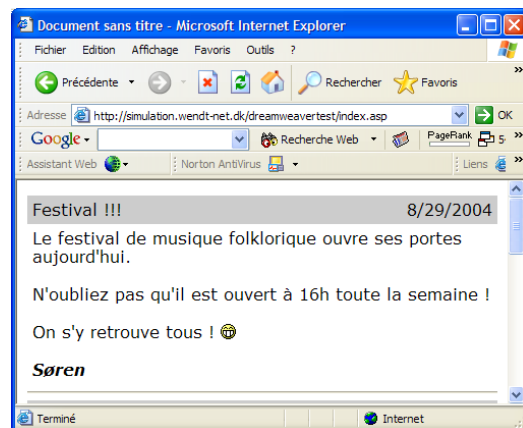 Document sans titre - Microsoft Internet Explorer
Fichier Edition Affichage Favoris Outils ?
Précédente Rechercher Favoris »
Adresse http://simulation.wendt-net.dk/dreamweavertest/index.asp OK
Google Recherche Web PageRank 5 »
Assistant Web Norton AntiVirus Liens »
Festival !!! 8/29/2004
Le festival de musique folklorique ouvre ses portes
aujourd'hui.
N'oubliez pas qu'il est ouvert à 16h toute la semaine !
On s'y retrouve tous !
Søren
Terminé Internet